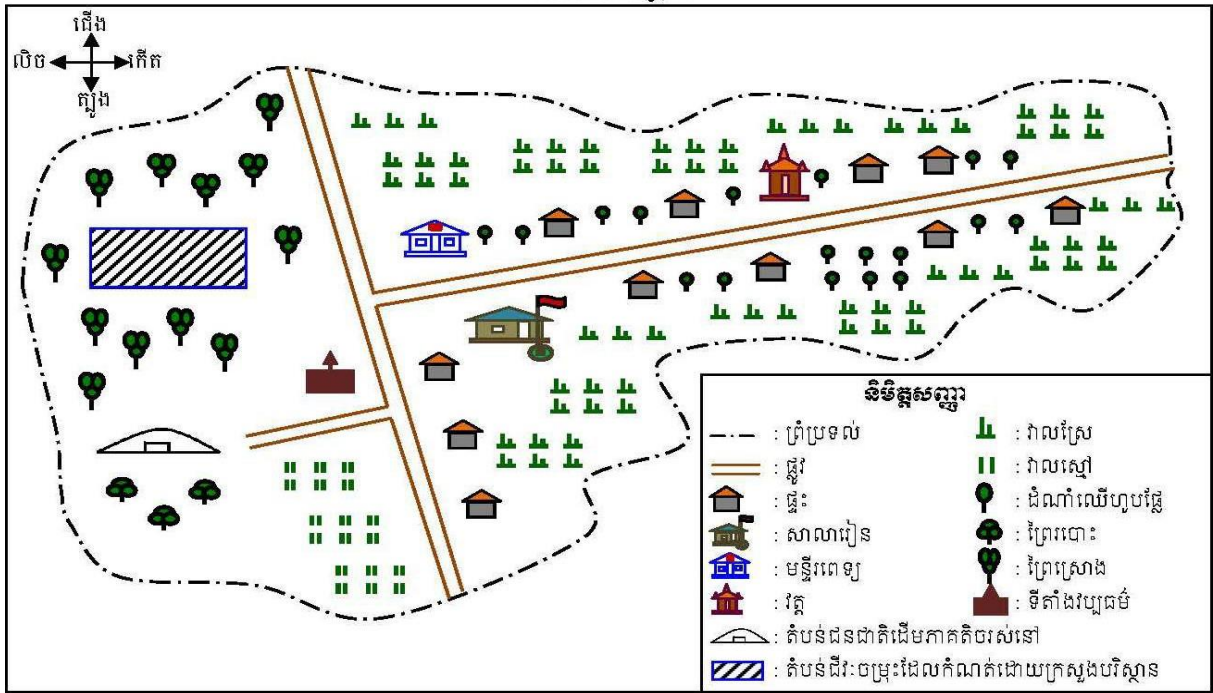 ជើង
លិច
កើត
ត្បូង
និមិត្តសញ្ញា
: ព្រំប្រទល់
: ផ្លូវ
: ផ្ទះ
: សាលារៀន
: មន្ទីរពេទ្យ
: វត្ត
: វាលស្រែ
: វាលស្មៅ
: ដំណាំឈើហូបផ្លែ
: ព្រៃរបោះ
: ព្រៃស្រោង
: ទីតាំងវប្បធម៌
: តំបន់ជនជាតិដើមភាគតិចរស់នៅ
: តំបន់ជីវៈចម្រុះដែលកំណត់ដោយក្រសួងបរិស្ថាន